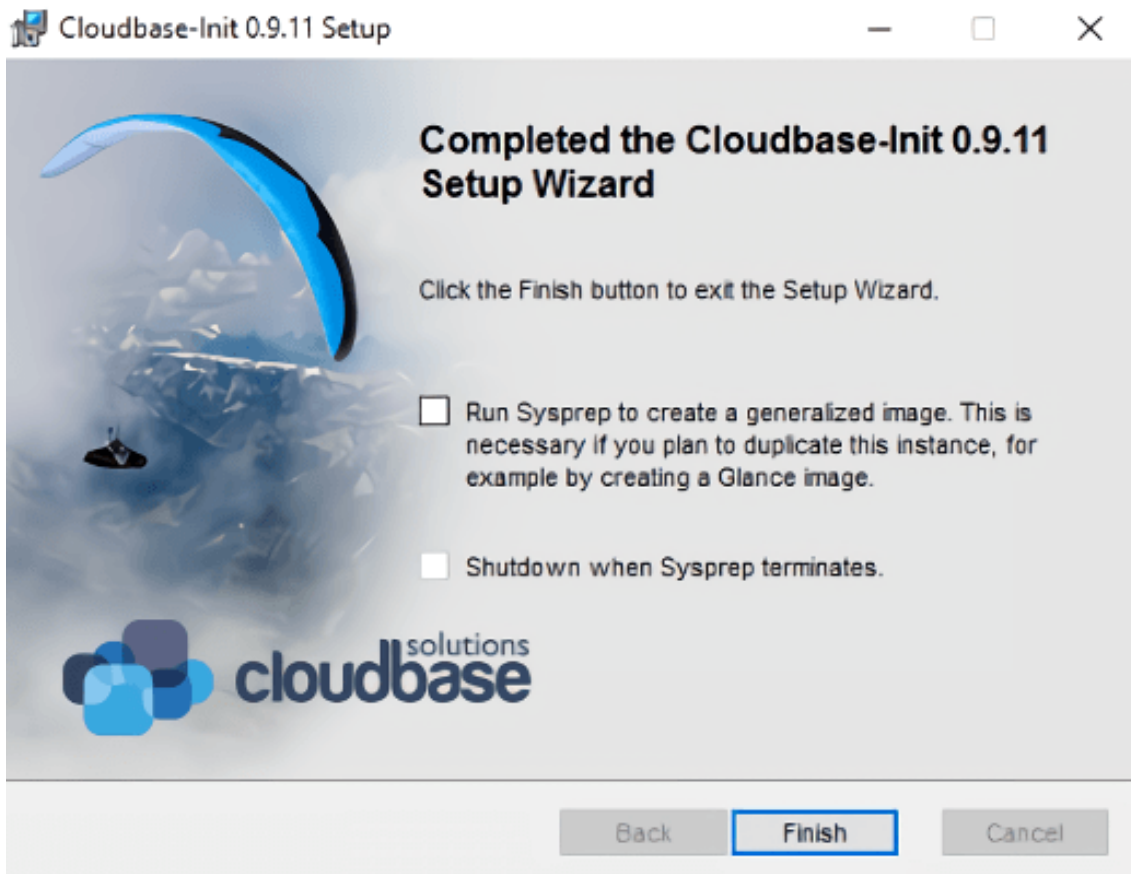 Cloudbase-Init 0.9.11 Setup
Completed the Cloudbase-Init 0.9.11
Setup Wizard
Click the Finish button to exit the Setup Wizard.
Run Sysprep to create a generalized image. This is
necessary if you plan to duplicate this instance, for
example by creating a Glance image.
Shutdown when Sysprep terminates.
solutions
cloudbase
Back
Finish
Cancel